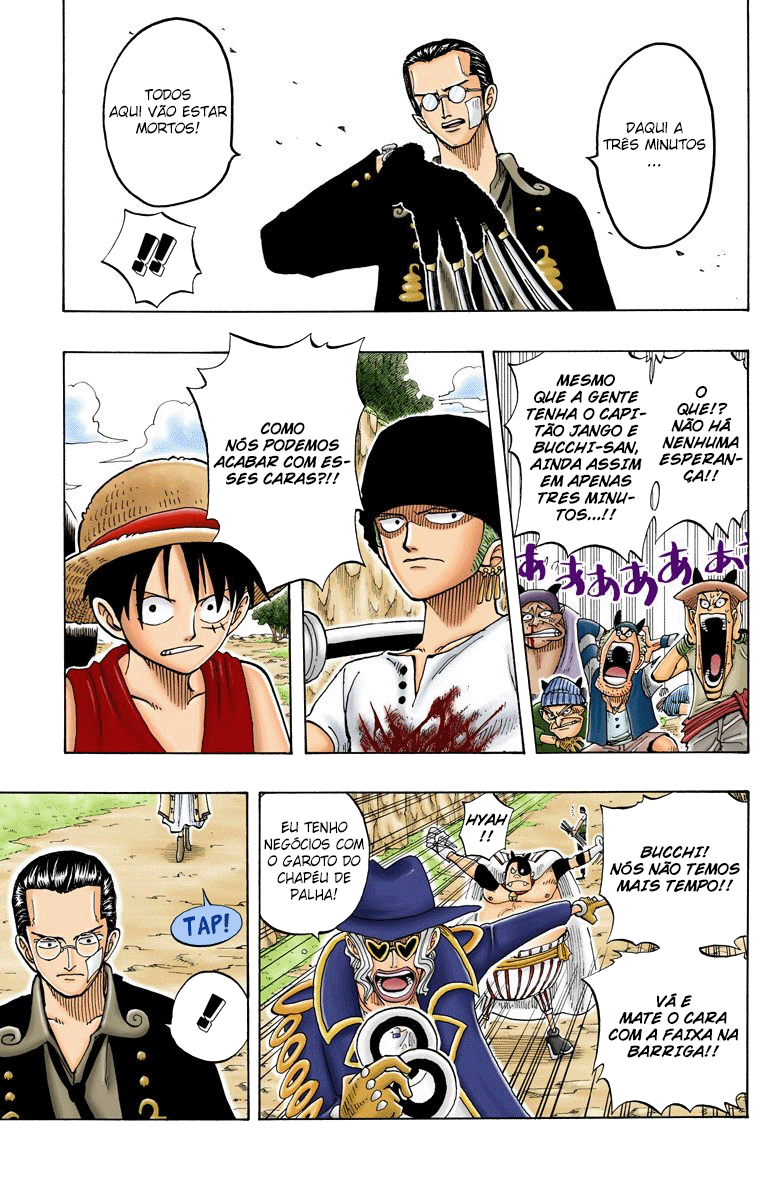 DAQUI A
TRÊS MINUTOS
...
TODOS
AQUI VÃO ESTAR
MORTOS!
!!
O
QUE!?
NÃO HÁ
NENHUMA
ESPERAN-
ÇA!!
MESMO
QUE A GENTE
TENHA O CAPI-
TÃO JANGO E
BUCCHI-SAN,
AINDA ASSIM
EM APENAS
TRES MINU-
TOS...!!
ああああああ
COMO
NÓS PODEMOS
ACABAR COM ES-
SES CARAS?!!
BUCCHI!
NÓS NÃO TEMOS
MAIS TEMPO!!
VÁ E
MATE O CARA
COM A FAIXA NA
BARRIGA!!
HYAH
!!
EU TENHO
NEGÓCIOS COM
O GAROTO DO
CHAPÉU DE
PALHA!
TAP!
!